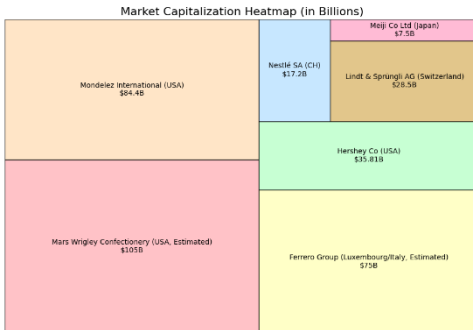 Market Capitalization Heatmap (in Billions)
Mondelez International (USA)
$84.4B
Nestlé SA (CH)
$17.2B
Meiji Co Ltd (Japan)
$7.5B
Lindt & Sprüngli AG (Switzerland)
$28.5B
Hershey Co (USA)
$35.81B
Mars Wrigley Confectionery (USA, Estimated)
$105B
Ferrero Group (Luxembourg/Italy, Estimated)
$75B